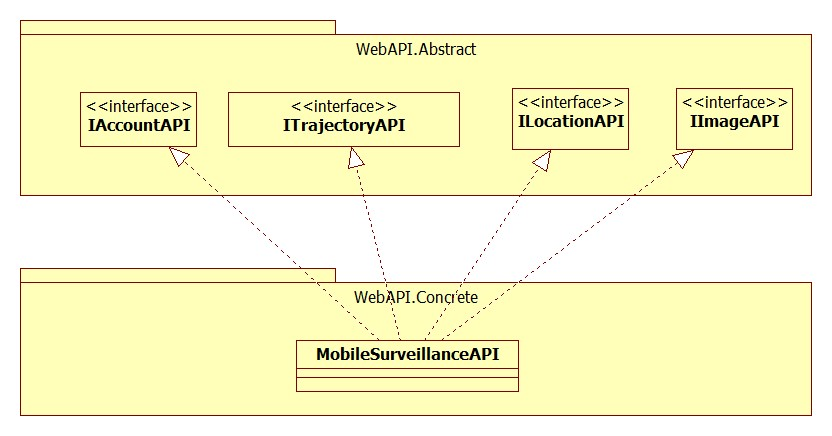 WebAPI.Abstract
<<interface>>
IAccountAPI
<<interface>>
ITrajectoryAPI
<<interface>>
ILocationAPI
<<interface>>
IImageAPI
WebAPI.Concrete
MobileSurveillanceAPI